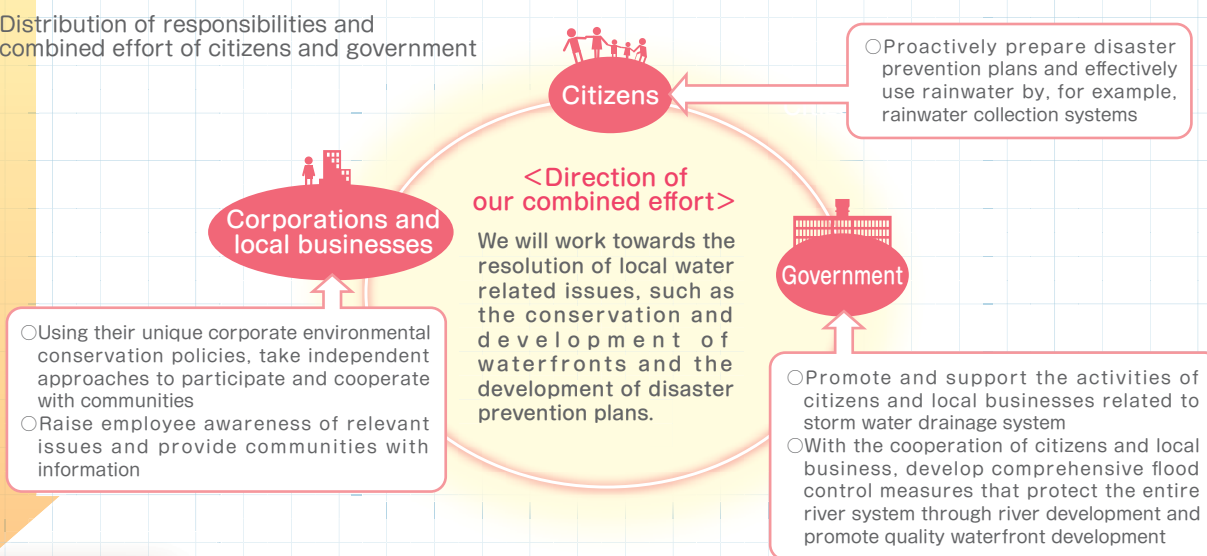 Distribution of responsibilities and
combined effort of citizens and government
Citizens
○Proactively prepare disaster
prevention plans and effectively
use rainwater by, for example,
rainwater collection systems
Corporations and
local businesses
○Using their unique corporate environmental
conservation policies, take independent
approaches to participate and cooperate
with communities
○Raise employee awareness of relevant
issues and provide communities with
information
<Direction of
our combined effort>
We will work towards the
resolution of local water
related issues, such as
the conservation and
development of
waterfronts and the
development of disaster
prevention plans.
Government
○Promote and support the activities of
citizens and local businesses related to
storm water drainage system
○With the cooperation of citizens and local
business, develop comprehensive flood
control measures that protect the entire
river system through river development and
promote quality waterfront development